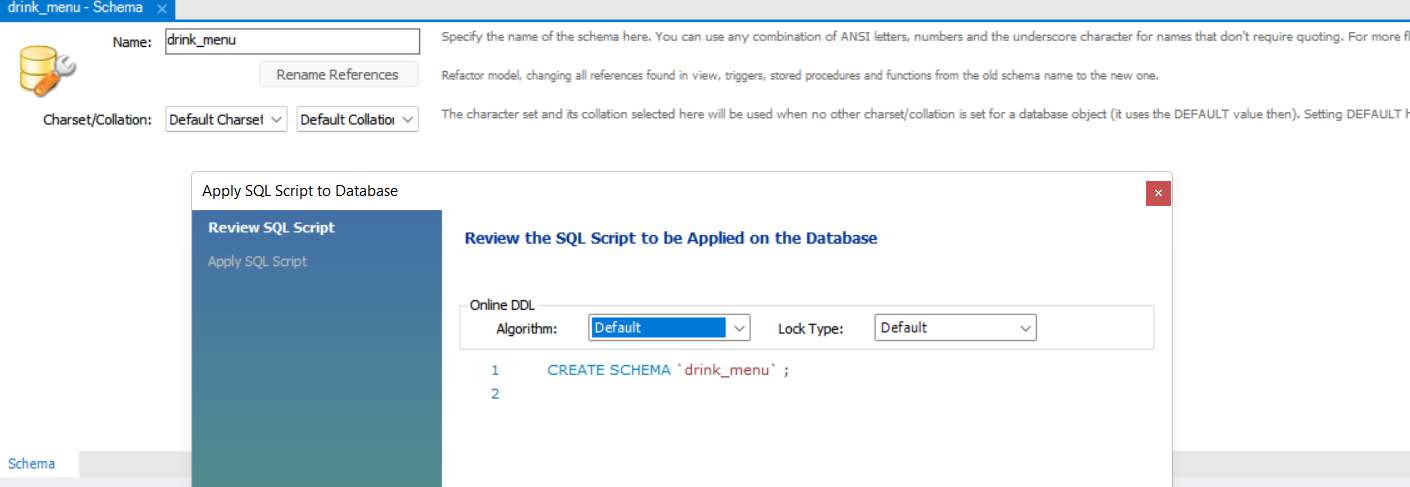 drink_menu - Schema ×
Name: drink_menu
Specify the name of the schema here. You can use any combination of ANSI letters, numbers and the underscore character for names that don't require quoting. For more
Rename References
Refactor model, changing all references found in view, triggers, stored procedures and functions from the old schema name to the new one.
Charset/Collation: Default Charset Default Collation
The character set and its collation selected here will be used when no other charset/collation is set for a database object (it uses the DEFAULT value then). Setting DEFAULT
Apply SQL Script to Database
×
Review SQL Script
Apply SQL Script
Review the SQL Script to be Applied on the Database
Online DDL
Algorithm: Default Lock Type: Default
1 CREATE SCHEMA `drink_menu` ;
2
Schema